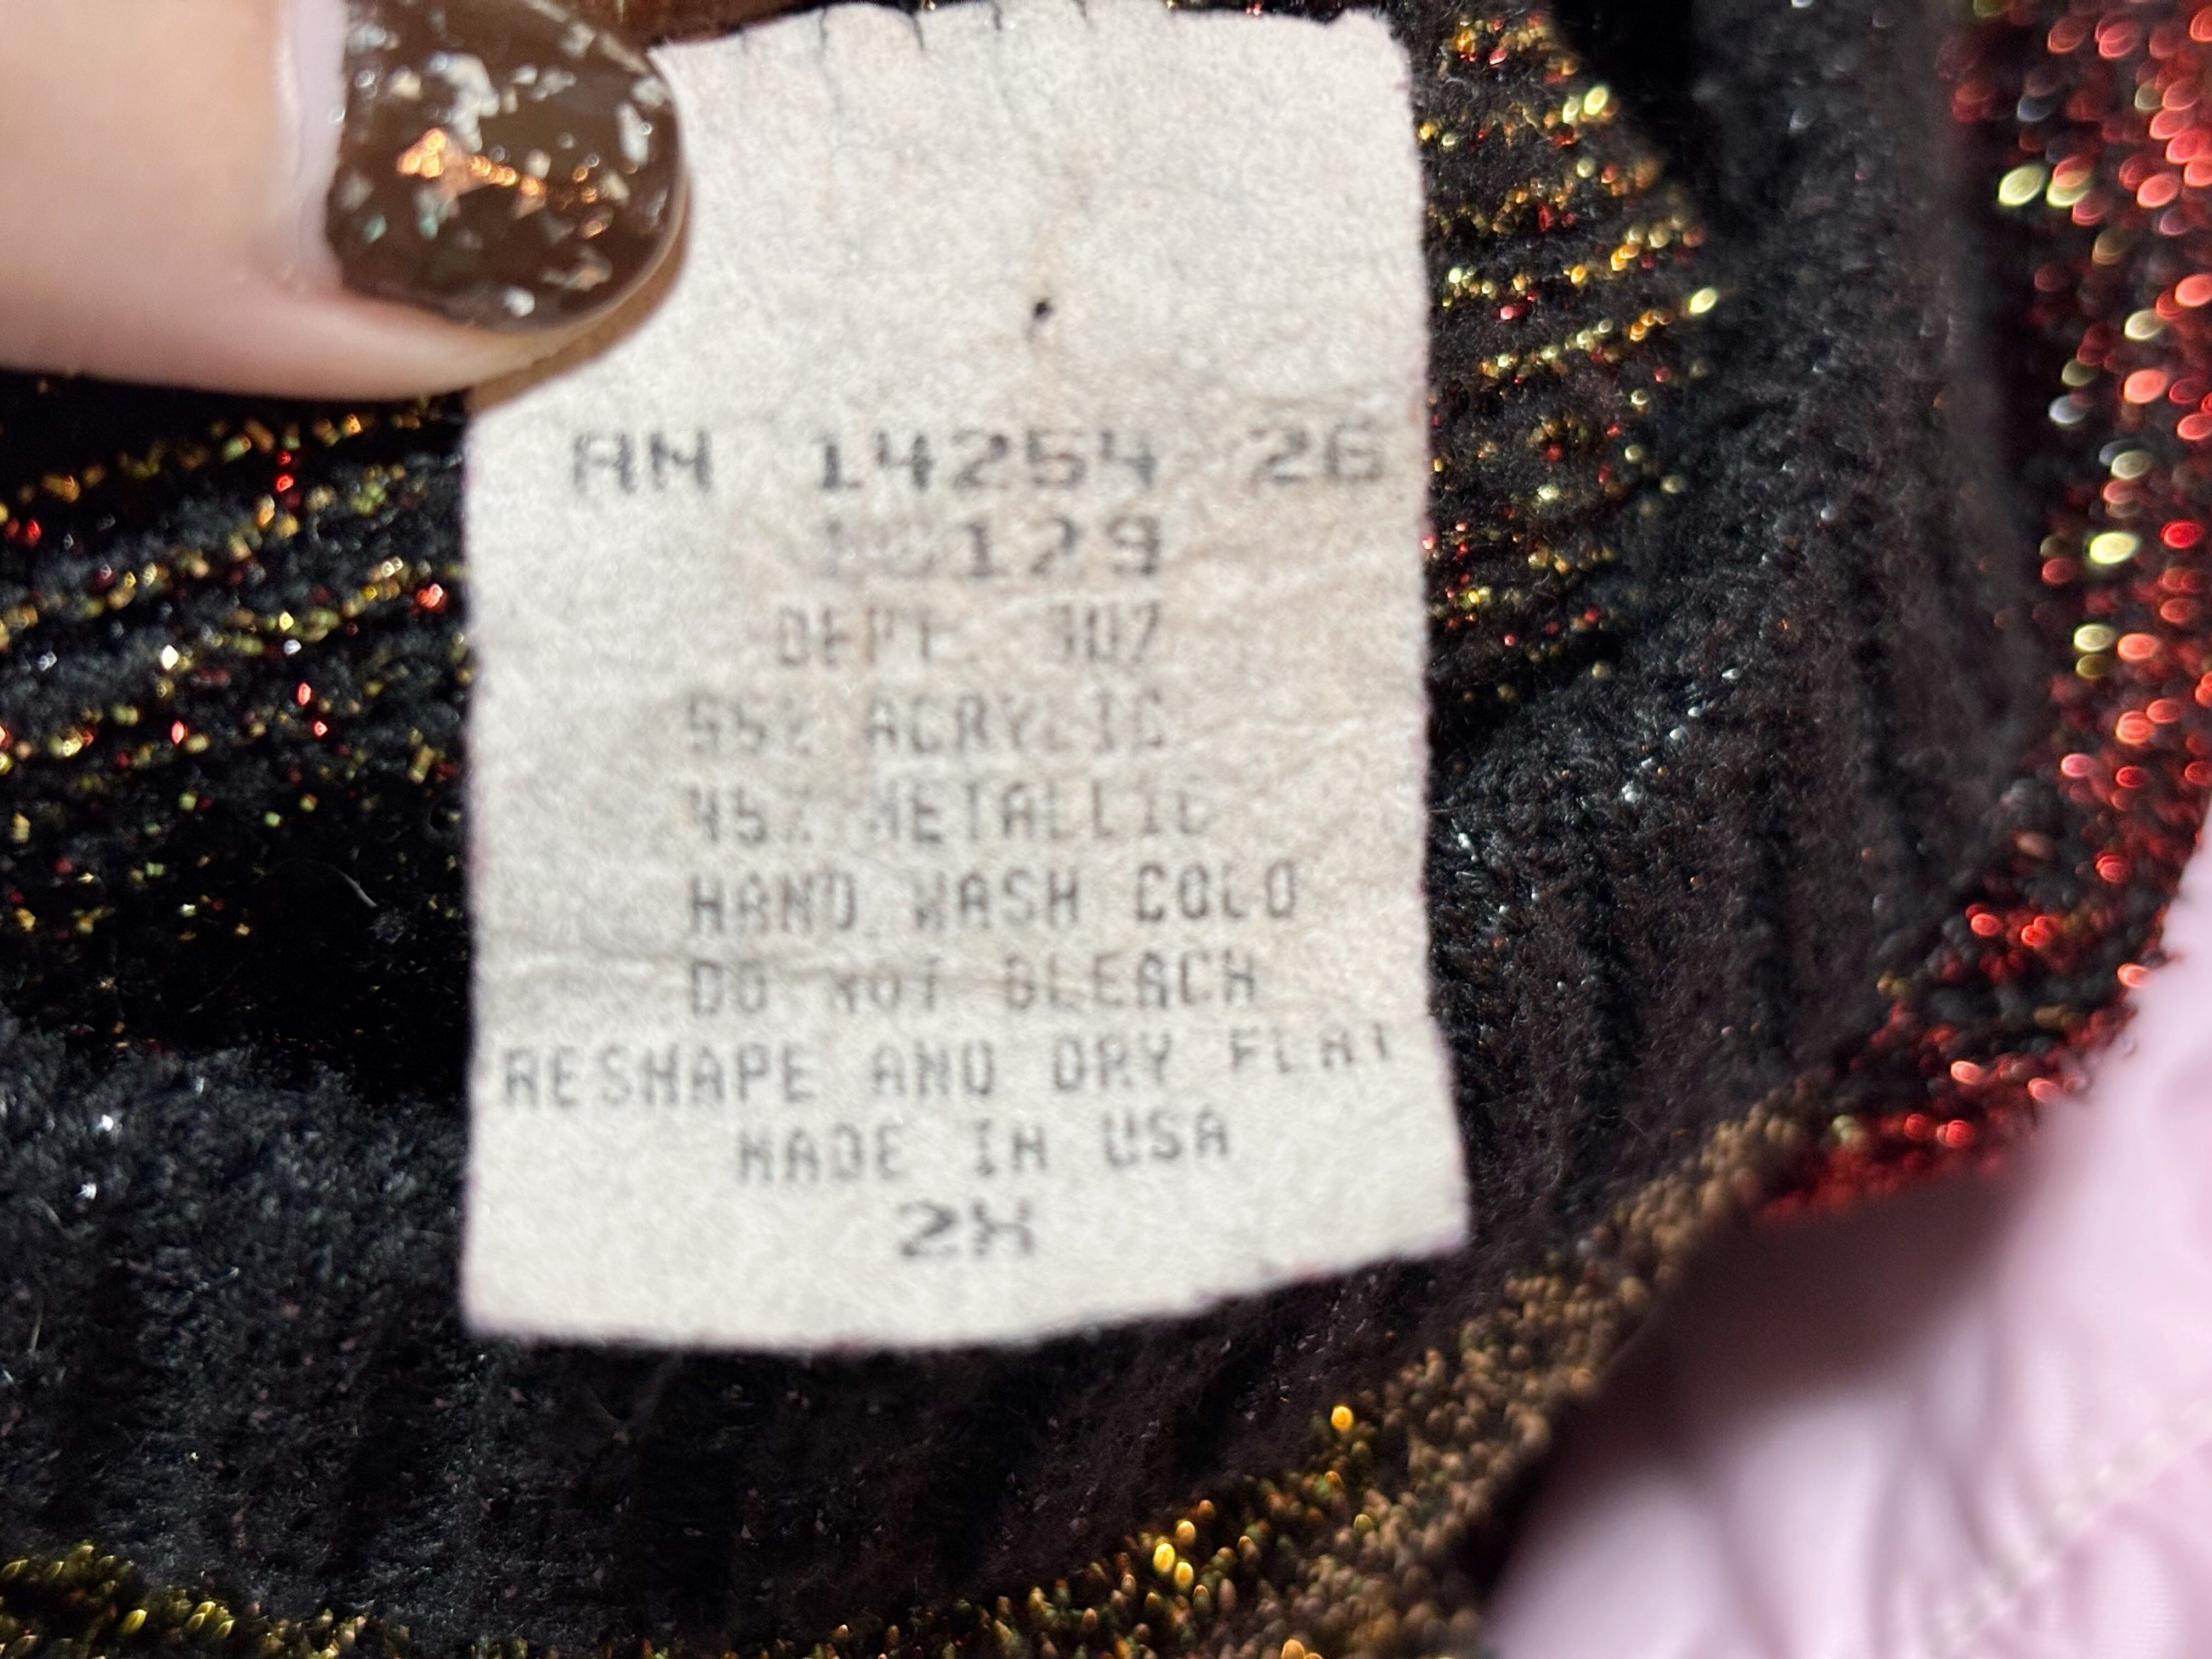 RN 14254 26
DEPT. 
55% ACRYLIC
45% METALLIC
HAND WASH COLD
DO NOT BLEACH
RESHAPE AND DRY FLAT
MADE IN USA
2X